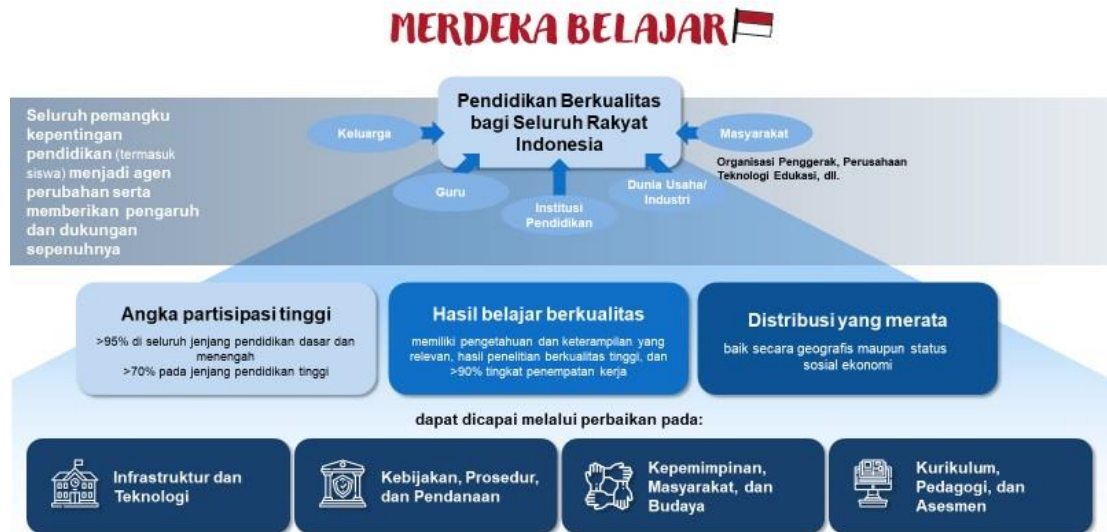 MERDEKA BELAJAR
Pendidikan Berkualitas
bagi Seluruh Rakyat
Indonesia
Seluruh pemangku
kepentingan
pendidikan (termasuk
siswa) menjadi agen
perubahan serta
memberikan pengaruh
dan dukungan
sepenuhnya
Keluarga
Guru
Institusi
Pendidikan
Dunia Usaha/
Industri
Masyarakat
Organisasi Penggerak, Perusahaan
Teknologi Edukasi, dll.
Angka partisipasi tinggi
>95% di seluruh jenjang pendidikan dasar dan
menengah
>70% pada jenjang pendidikan tinggi
Hasil belajar berkualitas
memiliki pengetahuan dan keterampilan yang
relevan, hasil penelitian berkualitas tinggi, dan
>90% tingkat penempatan kerja
Distribusi yang merata
baik secara geografis maupun status
sosial ekonomi
dapat dicapai melalui perbaikan pada:
Infrastruktur dan
Teknologi
Kebijakan, Prosedur,
dan Pendanaan
Kepemimpinan,
Masyarakat, dan
Budaya
Kurikulum,
Pedagogi, dan
Asesmen